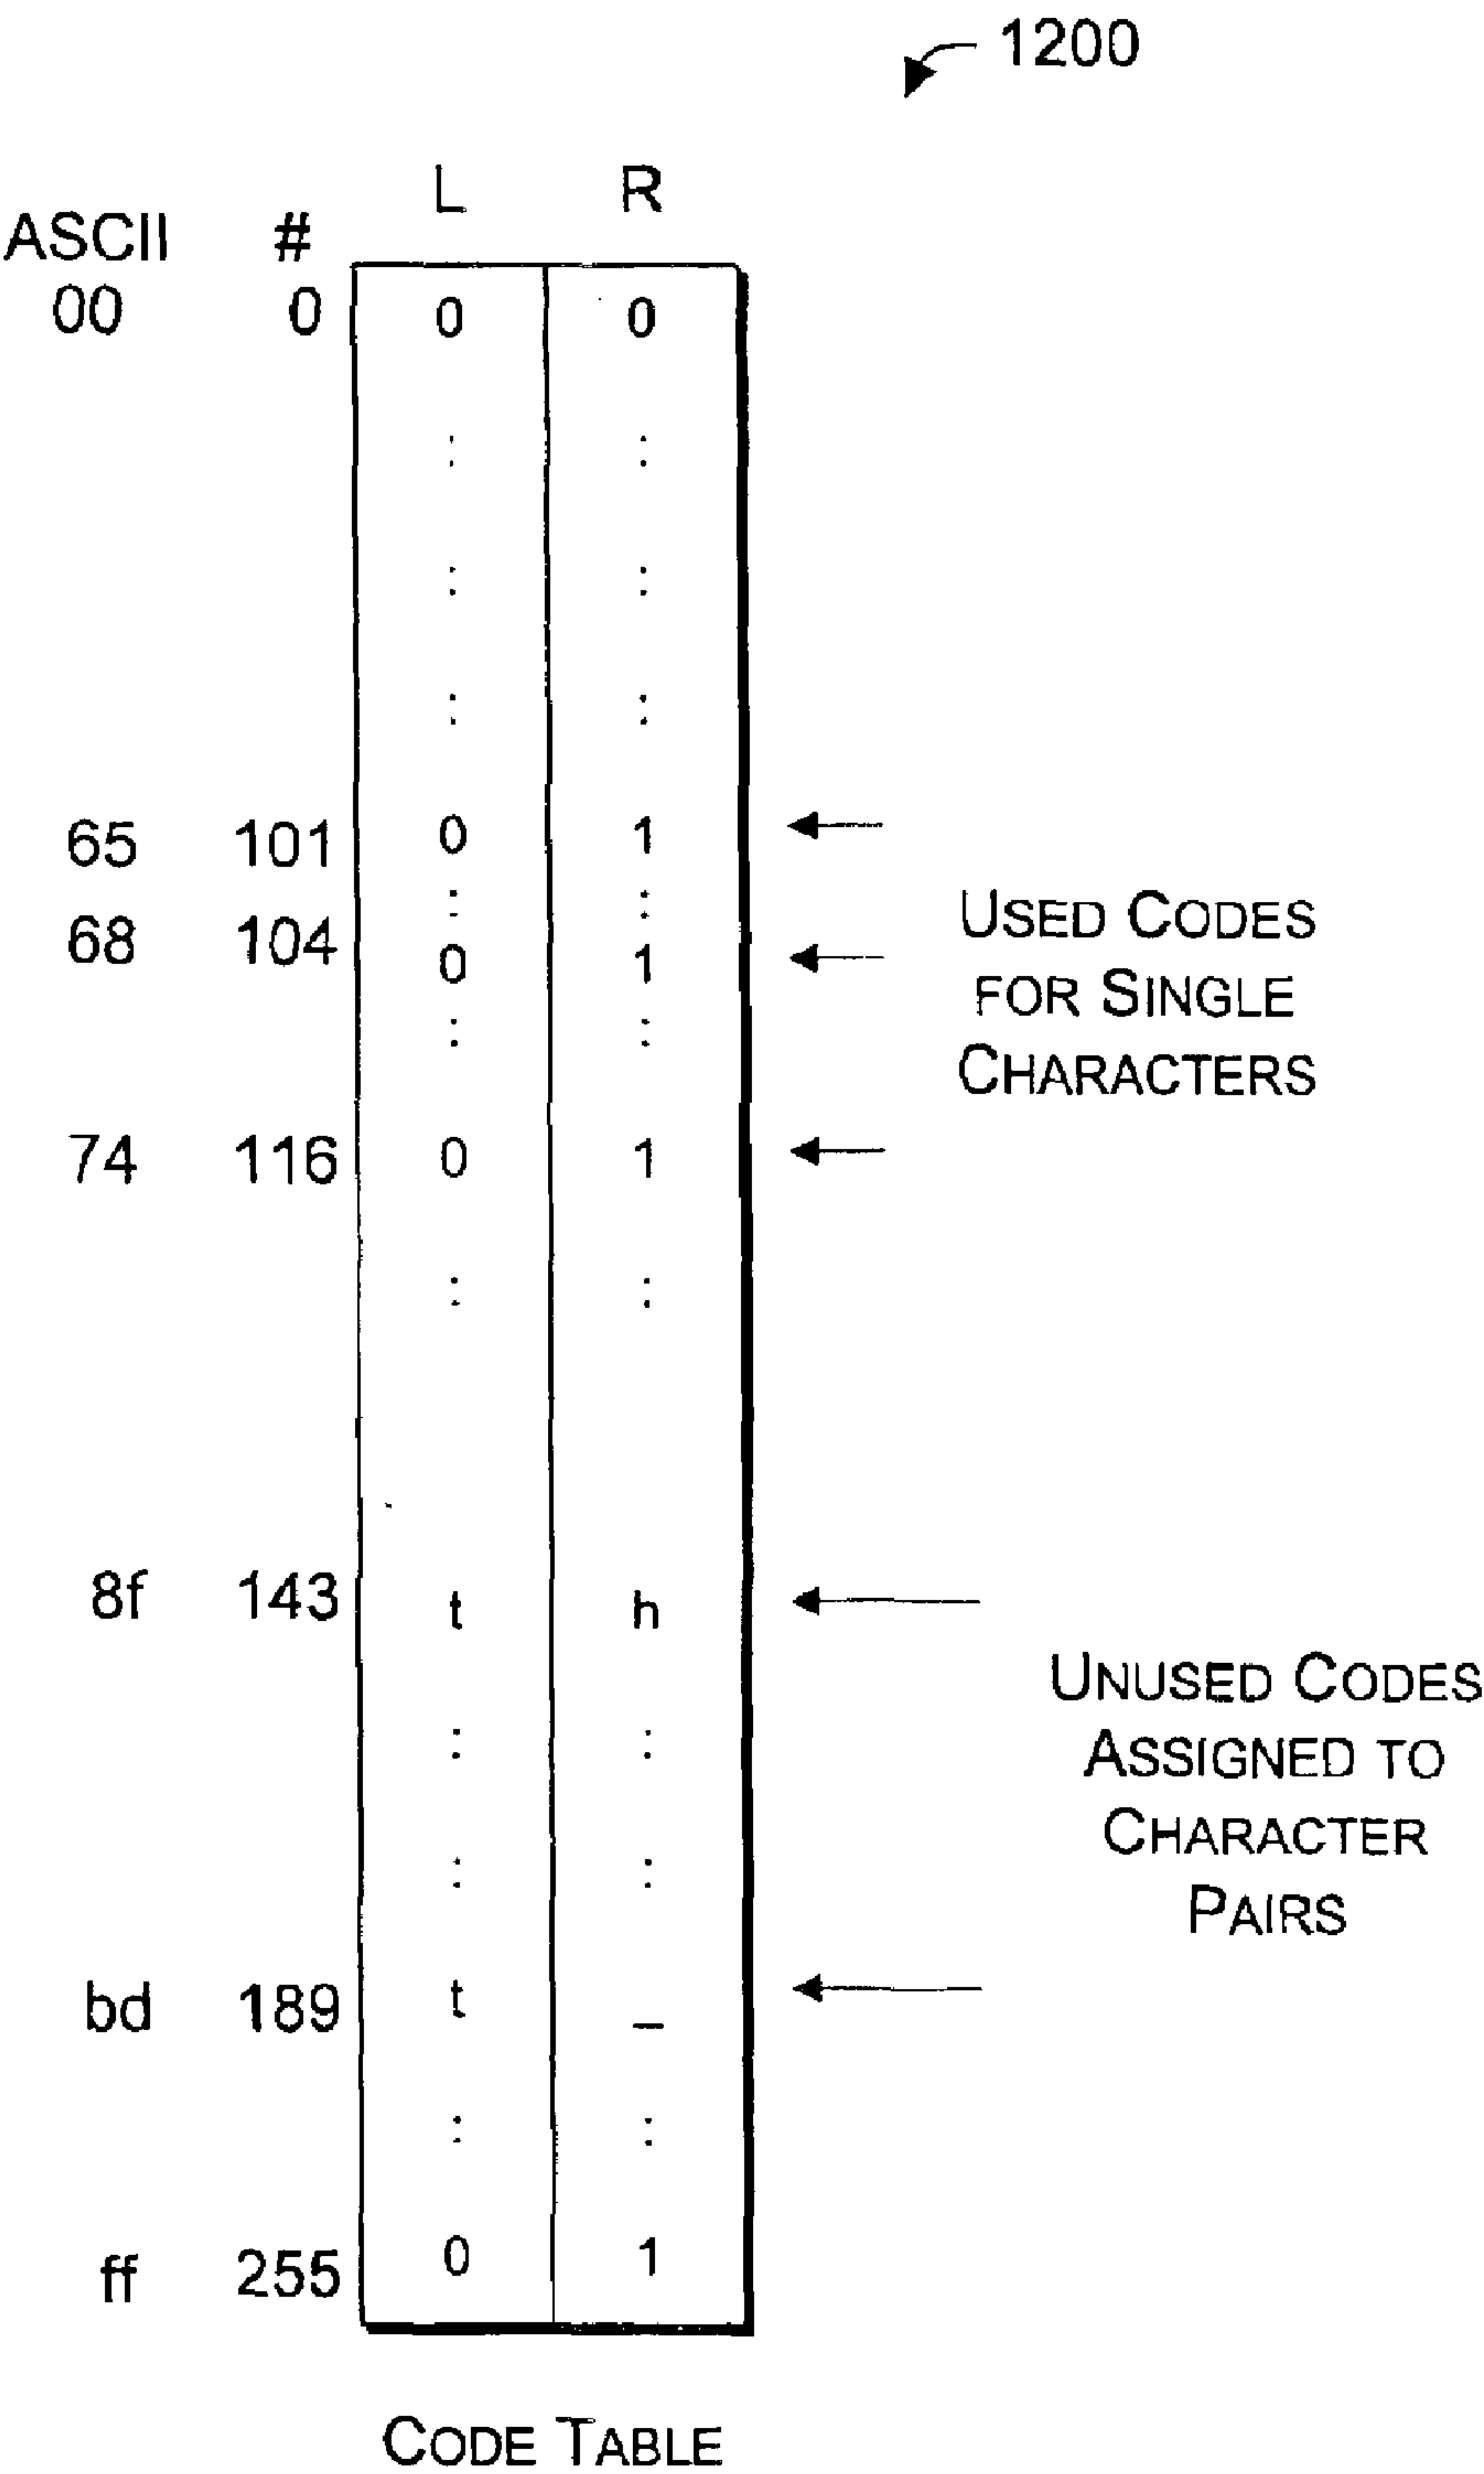 1200
L R
ASCII #
00 0 0 0
: :
: :
: :
65 101 0 1
: :
68 104 0 1
: :
74 116 0 1
: :
USED CODES
FOR SINGLE
CHARACTERS
8f 143 t h
: :
: :
UNUSED CODES
ASSIGNED TO
CHARACTER
PAIRS
bd 189 t _
: :
ff 255 0 1
CODE TABLE